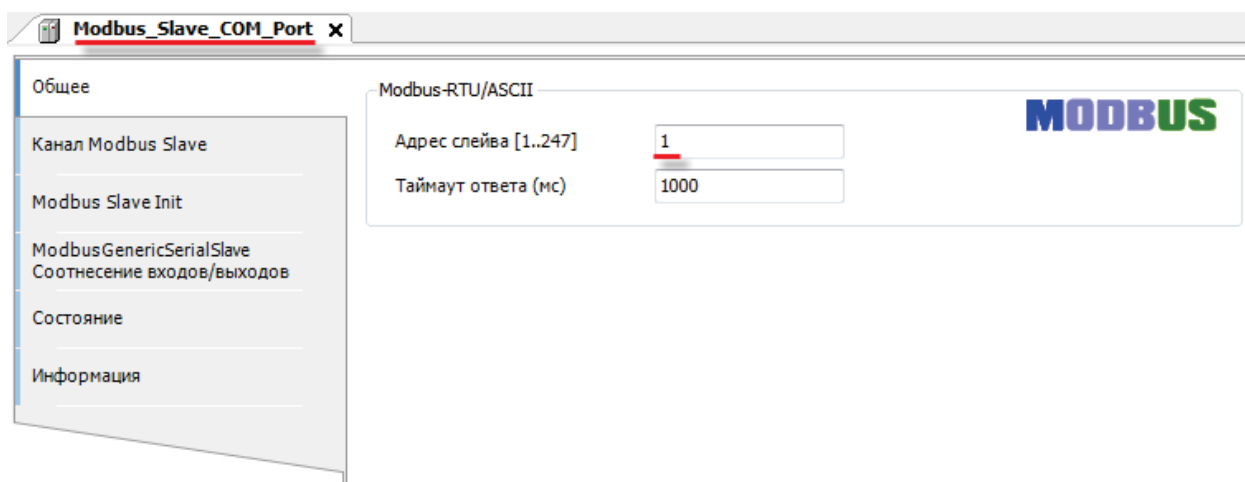 Modbus_Slave_COM_Port x
Общее
Канал Modbus Slave
Modbus Slave Init
ModbusGenericSerialSlave
Соотнесение входов/выходов
Состояние
Информация
Modbus-RTU/ASCII
MODBUS
Адрес слейва [1..247] 1
Таймаут ответа (мс) 1000